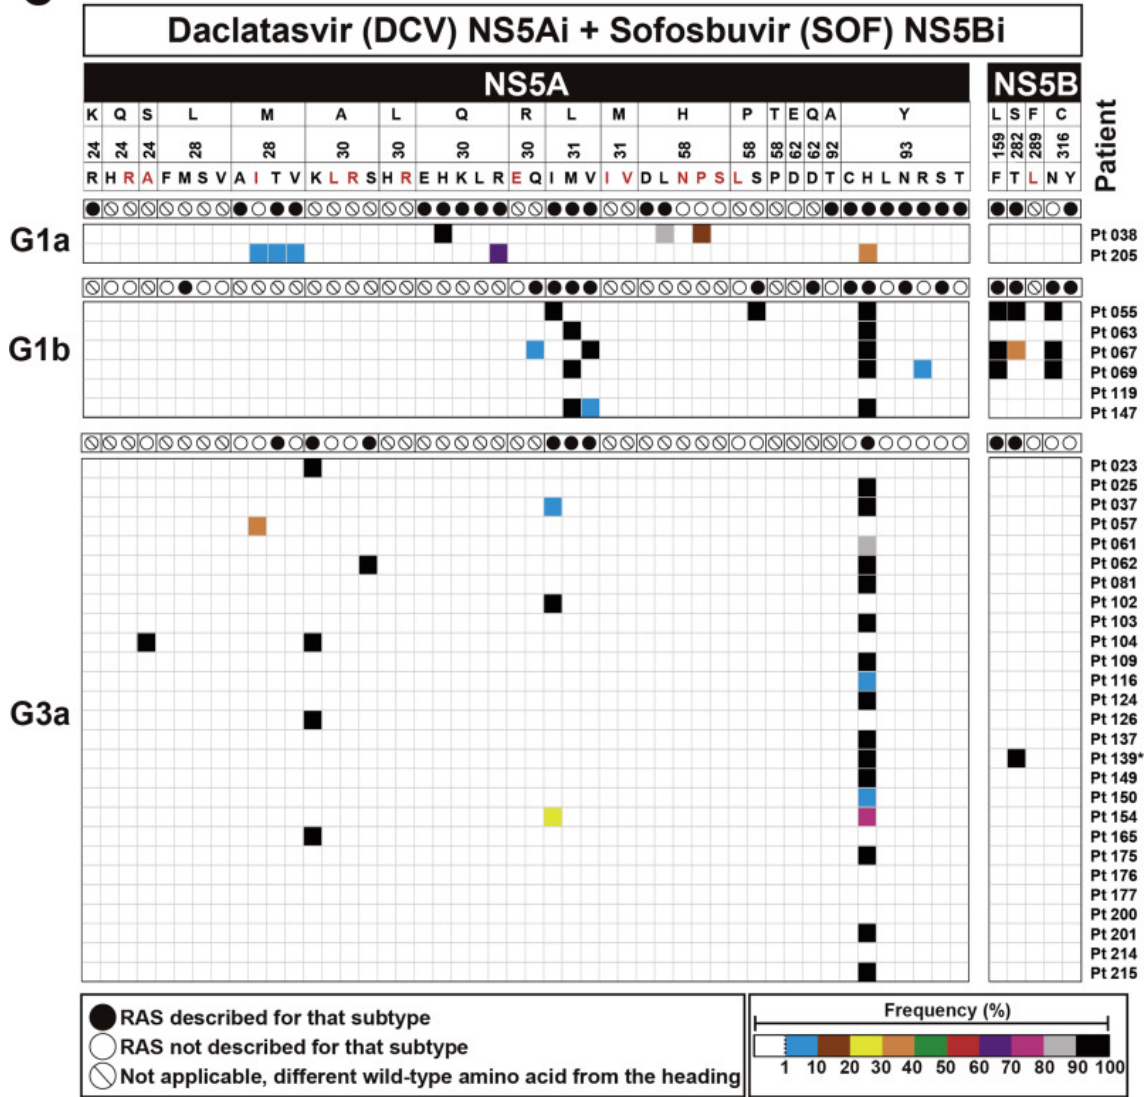 Daclatasvir (DCV) NS5Ai + Sofosbuvir (SOF) NS5Bi
NS5A NS5B
K Q S L M A L Q R L M H P T E Q A Y L S F C
24 24 24 28 28 30 30 30 30 31 31 58 58 58 62 62 92 93 159 282 289 316
R H R A F M S V A I T V K L R S H R E H K L R E Q I M V I V D L N P S L S P D D T C H L N R S T F T L N Y
Patient
G1a
Pt 038
Pt 205
G1b
Pt 055
Pt 063
Pt 067
Pt 069
Pt 119
Pt 147
G3a
Pt 023
Pt 025
Pt 037
Pt 057
Pt 061
Pt 062
Pt 081
Pt 102
Pt 103
Pt 104
Pt 109
Pt 116
Pt 124
Pt 126
Pt 137
Pt 139*
Pt 149
Pt 150
Pt 154
Pt 165
Pt 175
Pt 176
Pt 177
Pt 200
Pt 201
Pt 214
Pt 215
RAS described for that subtype
RAS not described for that subtype
Not applicable, different wild-type amino acid from the heading
Frequency (%)
1 10 20 30 40 50 60 70 80 90 100